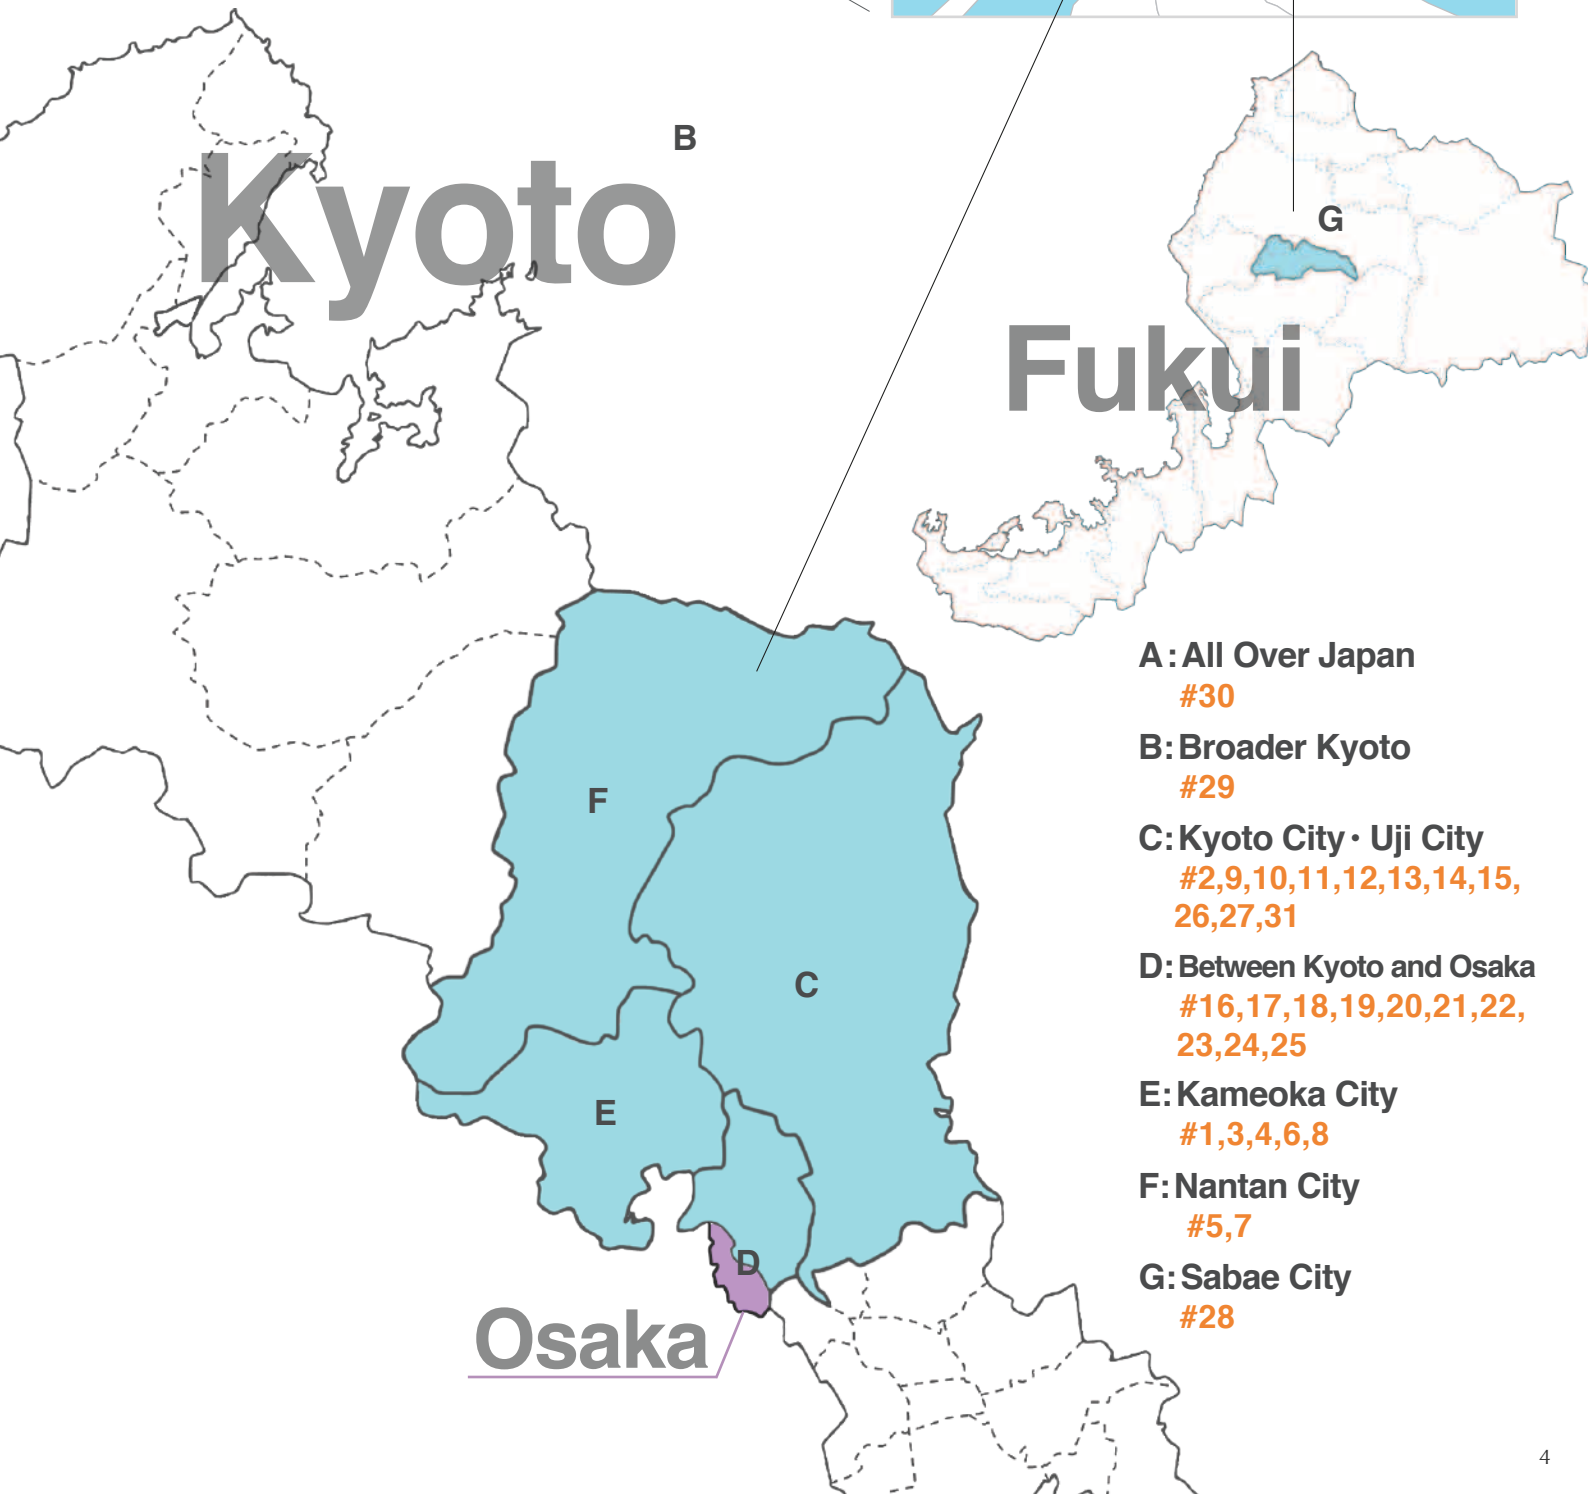 B
Kyoto
G
Fukui
A:All Over Japan
#30
B:Broader Kyoto
#29
C:Kyoto City・Uji City
#2,9,10,11,12,13,14,15,
26,27,31
D:Between Kyoto and Osaka
#16,17,18,19,20,21,22,
23,24,25
E:Kameoka City
#1,3,4,6,8
F:Nantan City
#5,7
G:Sabae City
#28
F
C
E
D
Osaka
4